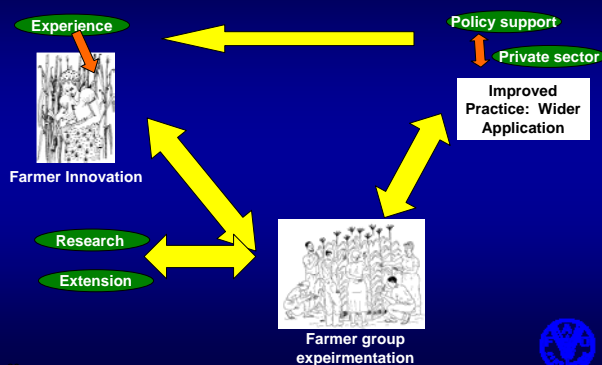 Experience
Policy support
Private sector
Improved
Practice: Wider
Application
Farmer Innovation
Research
Extension
Farmer group
expeirmentation